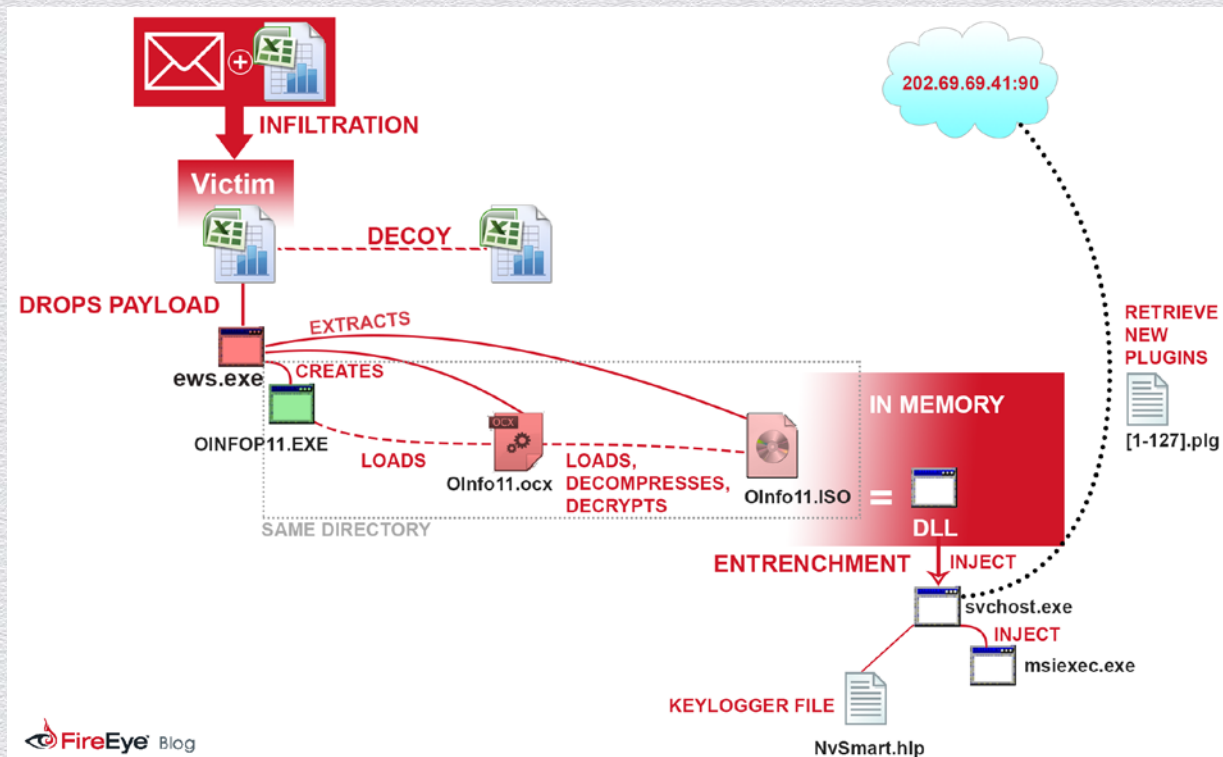 202.69.69.41:90
INFILTRATION
Victim
DECOY
DROPS PAYLOAD
EXTRACTS
ews.exe
CREATES
OINFOP11.EXE
LOADS
OCX
OInfo11.ocx
LOADS,
DECOMPRESSES,
DECRYPTS
OInfo11.ISO
SAME DIRECTORY
=
IN MEMORY
DLL
RETRIEVE
NEW
PLUGINS
[1-127].plg
ENTRENCHMENT
INJECT
svchost.exe
INJECT
msiexec.exe
KEYLOGGER FILE
NvSmart.hlp
FireEye Blog